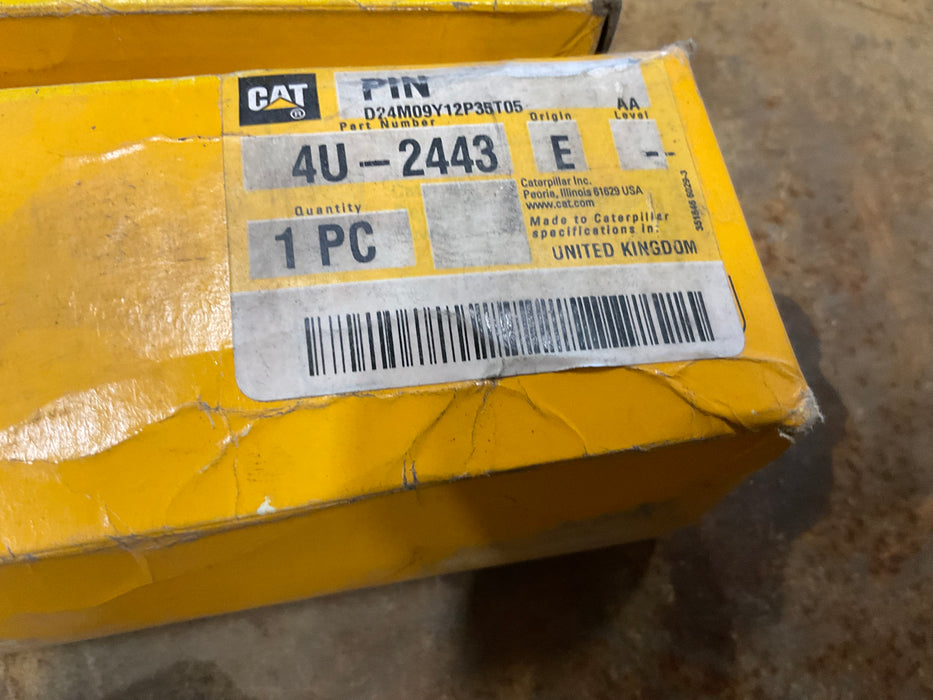 CAT
®
PIN
D24M09Y12P35T05
AA
Part Number
Origin
Level
4U-2443
E
--
Caterpillar Inc.
Peoria, Illinois 61629 USA
www.cat.com
Quantity
1 PC
Made to Caterpillar
specifications in:
UNITED KINGDOM